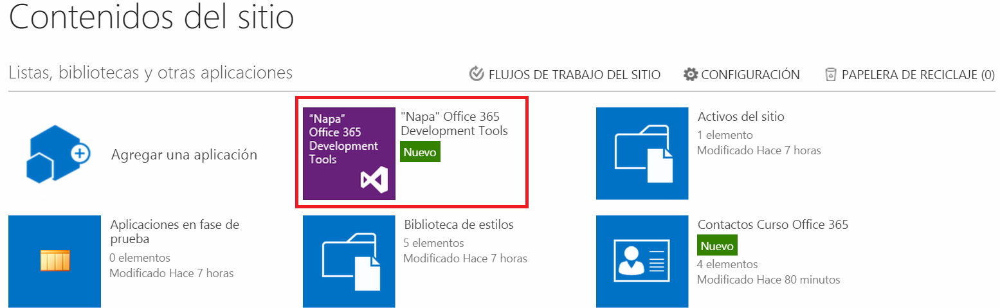 Contenidos del sitio
Listas, bibliotecas y otras aplicaciones
FLUJOS DE TRABAJO DEL SITIO
CONFIGURACIÓN
PAPELERA DE RECICLAJE (0)
Agregar una aplicación
"Napa"
Office 365
Development
Tools
"Napa" Office 365
Development Tools
Nuevo
Activos del sitio
1 elemento
Modificado Hace 7 horas
Aplicaciones en fase de
prueba
0 elementos
Modificado Hace 7 horas
Biblioteca de estilos
5 elementos
Modificado Hace 7 horas
Contactos Curso Office 365
Nuevo
4 elementos
Modificado Hace 80 minutos